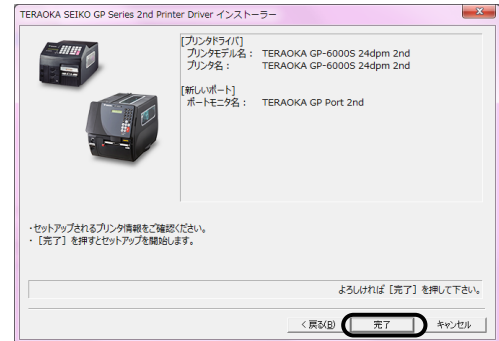 TERAOKA SEIKO GP Series 2nd Printer Driver インストーラー
[プリンタドライバ]
プリンタモデル名： TERAOKA GP-6000S 24dpm 2nd
プリンタ名： TERAOKA GP-6000S 24dpm 2nd
[新しいポート]
ポートモニタ名： TERAOKA GP Port 2nd
・セットアップされるプリンタ情報をご確認ください。
・ [完了] を押すとセットアップを開始します。
よろしければ [完了] を押して下さい。
< 戻る(B) 完了 キャンセル